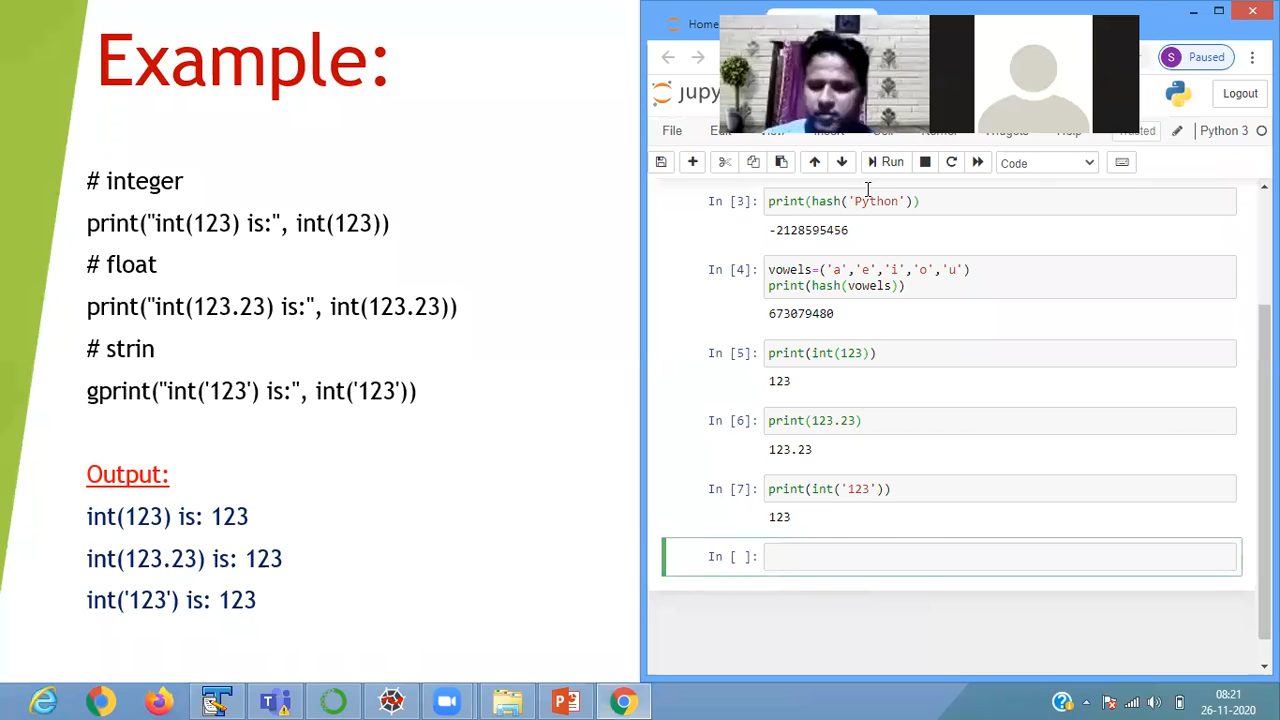 Example:
# integer
print("int(123) is:", int(123))
# float
print("int(123.23) is:", int(123.23))
# strin
gprint("int('123') is:", int('123'))
Output:
int(123) is: 123
int(123.23) is: 123
int('123') is: 123
Home
S Paused
Logout
File
Trusted
Python 3
Run
Code
In [3]: print(hash('Python'))
-2128595456
In [4]: vowels=('a','e','i','o','u')
print(hash(vowels))
673079480
In [5]: print(int(123))
123
In [6]: print(123.23)
123.23
In [7]: print(int('123'))
123
In [ ]:
08:21
26-11-2020